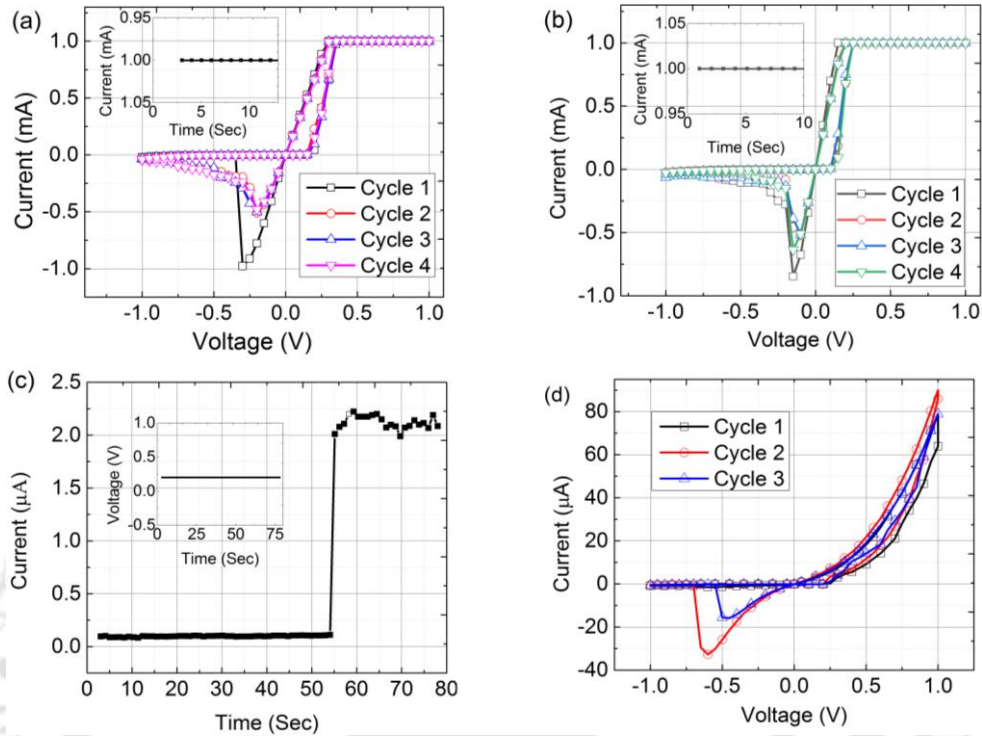 (a)
Current (mA)
1.0
0.5
0.0
-0.5
-1.0
-1.0 -0.5 0.0 0.5 1.0
Voltage (V)
Current (mA)
0.95
1.00
1.05
0 5 10
Time (Sec)
Cycle 1
Cycle 2
Cycle 3
Cycle 4
(b)
Current (mA)
1.0
0.5
0.0
-0.5
-1.0
-1.0 -0.5 0.0 0.5 1.0
Voltage (V)
Current (mA)
1.05
1.00
0.95
0 5 10
Time (Sec)
Cycle 1
Cycle 2
Cycle 3
Cycle 4
(c)
Current (μA)
2.5
2.0
1.5
1.0
0.5
0.0
0 10 20 30 40 50 60 70 80
Time (Sec)
Voltage (V)
1.0
0.5
0.0
-0.5
0 25 50 75
Time (Sec)
(d)
Current (μA)
80
60
40
20
0
-20
-40
-1.0 -0.5 0.0 0.5 1.0
Voltage (V)
Cycle 1
Cycle 2
Cycle 3